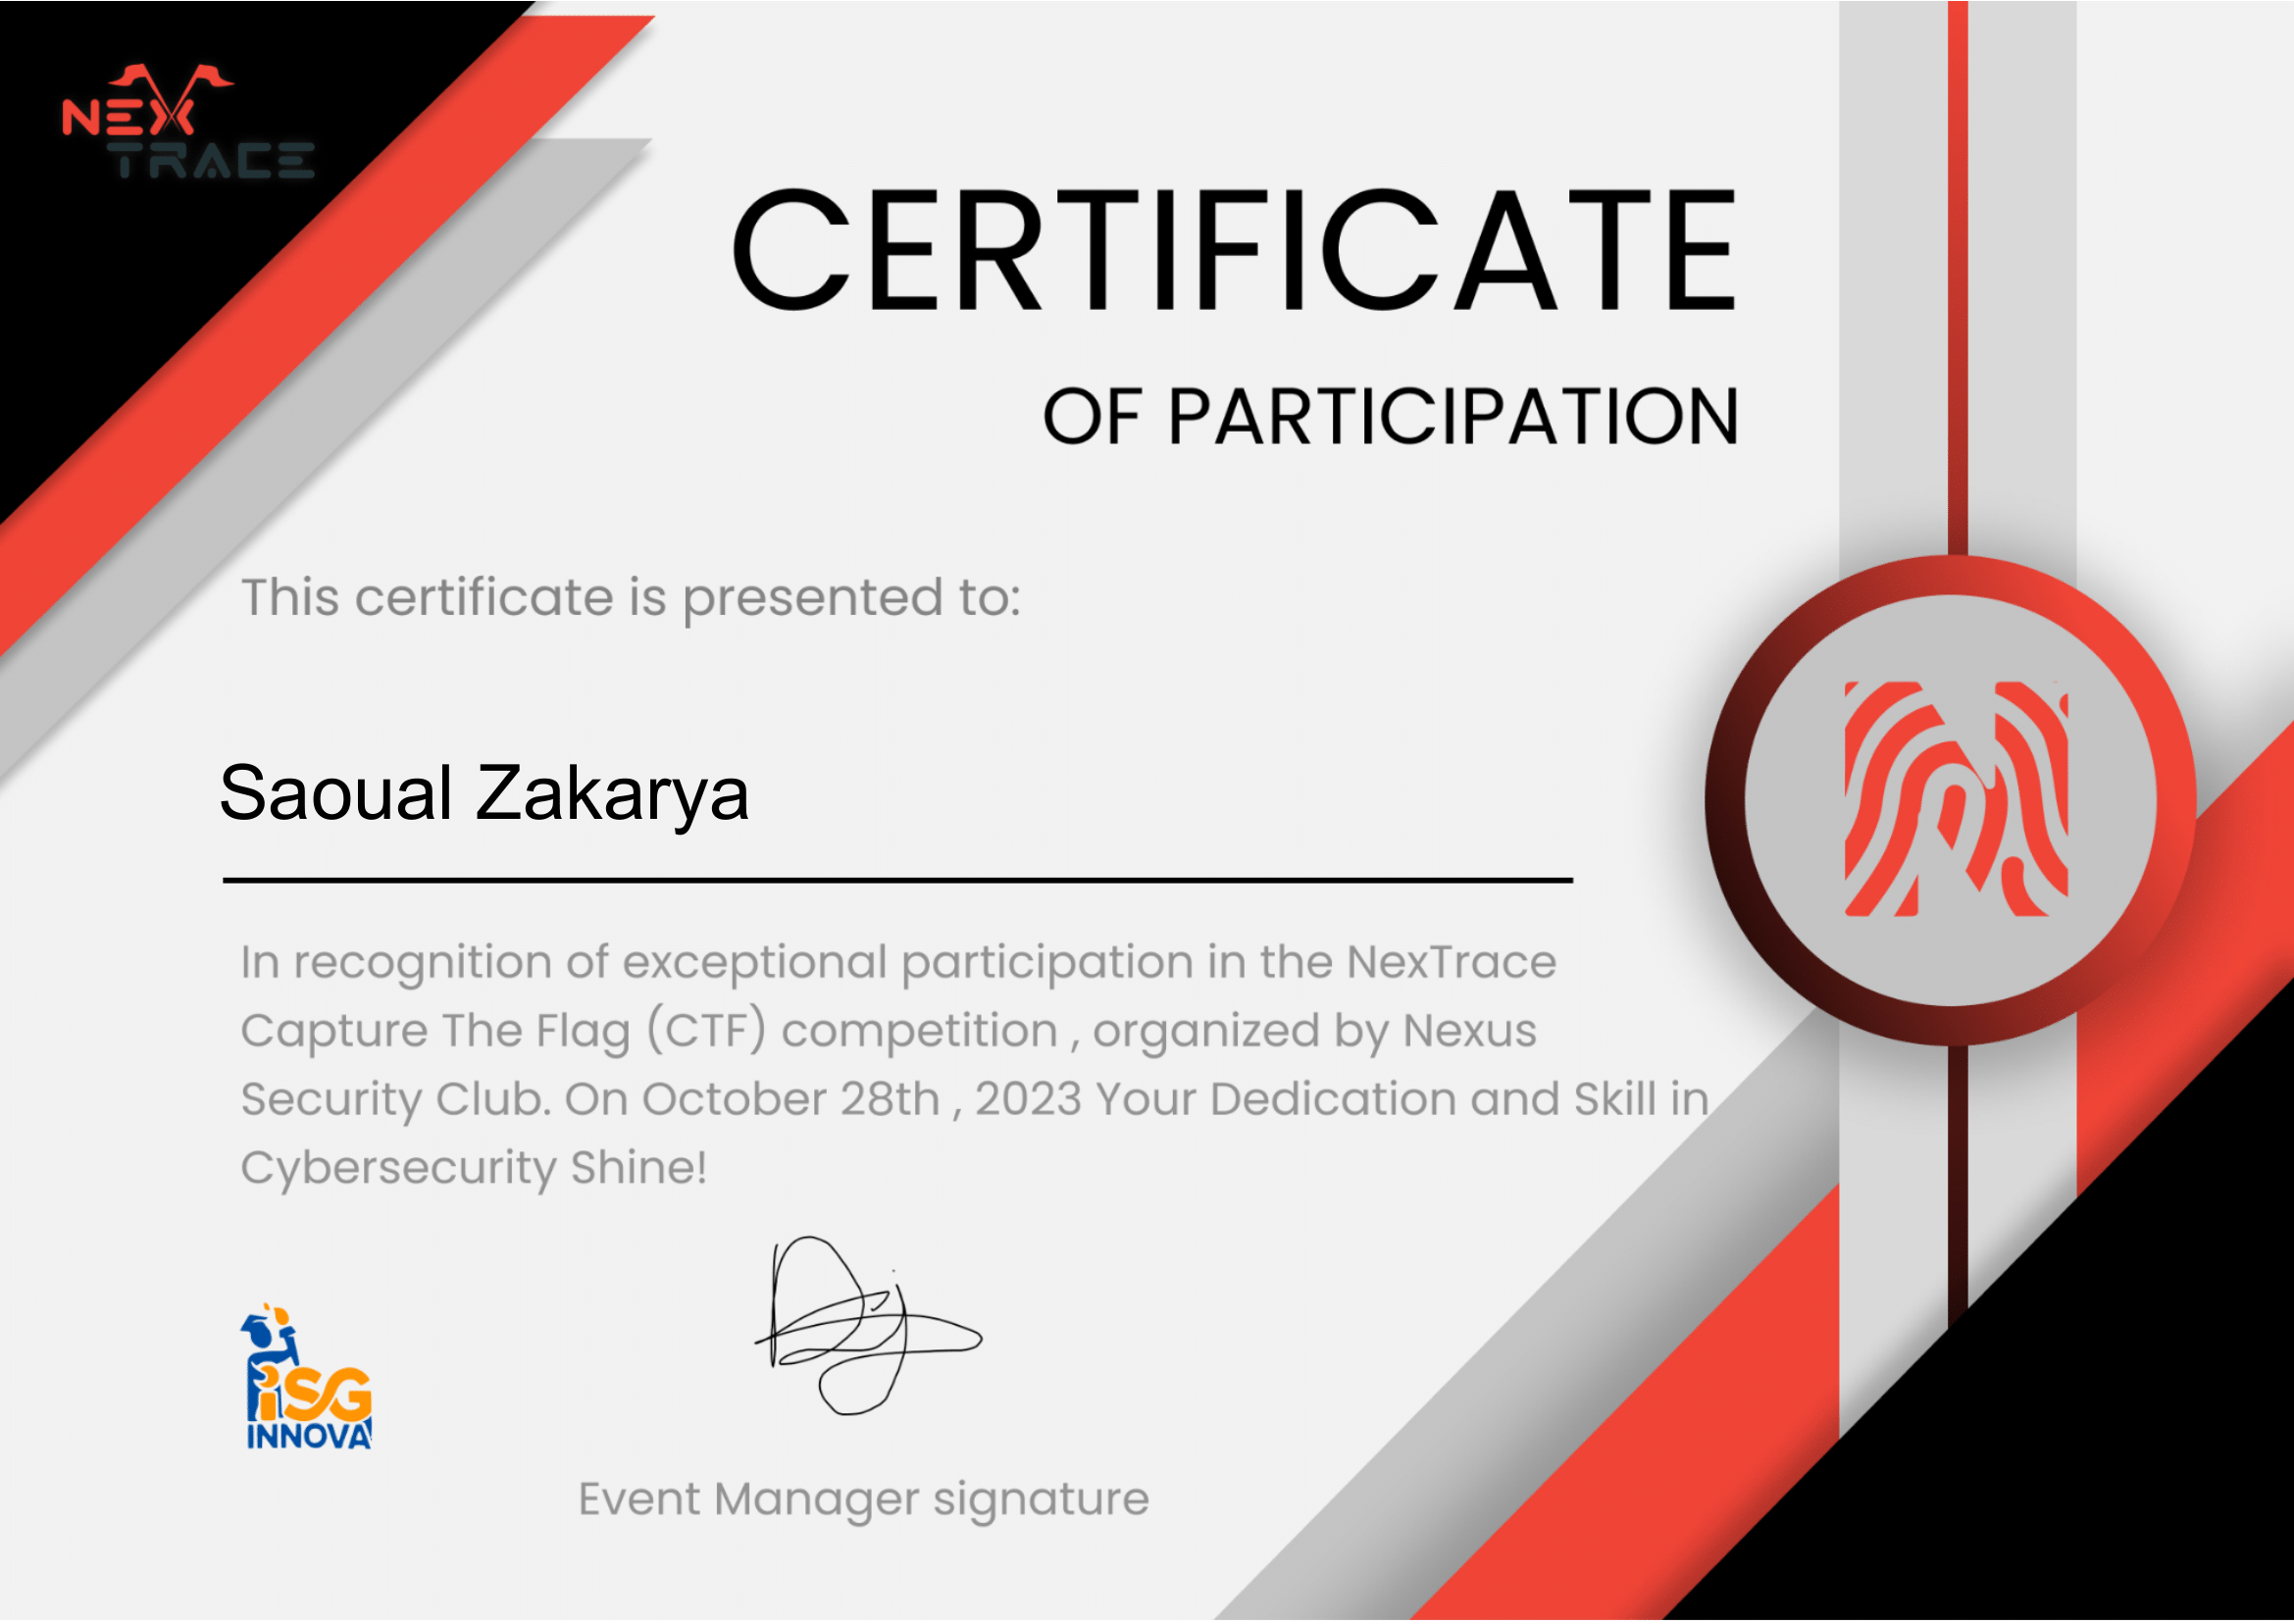 NEX
TRACE
CERTIFICATE
OF PARTICIPATION
This certificate is presented to:
Saoual Zakarya
In recognition of exceptional participation in the NexTrace
Capture The Flag (CTF) competition , organized by Nexus
Security Club. On October 28th , 2023 Your Dedication and Skill in
Cybersecurity Shine!
iSG
INNOVA
Event Manager signature